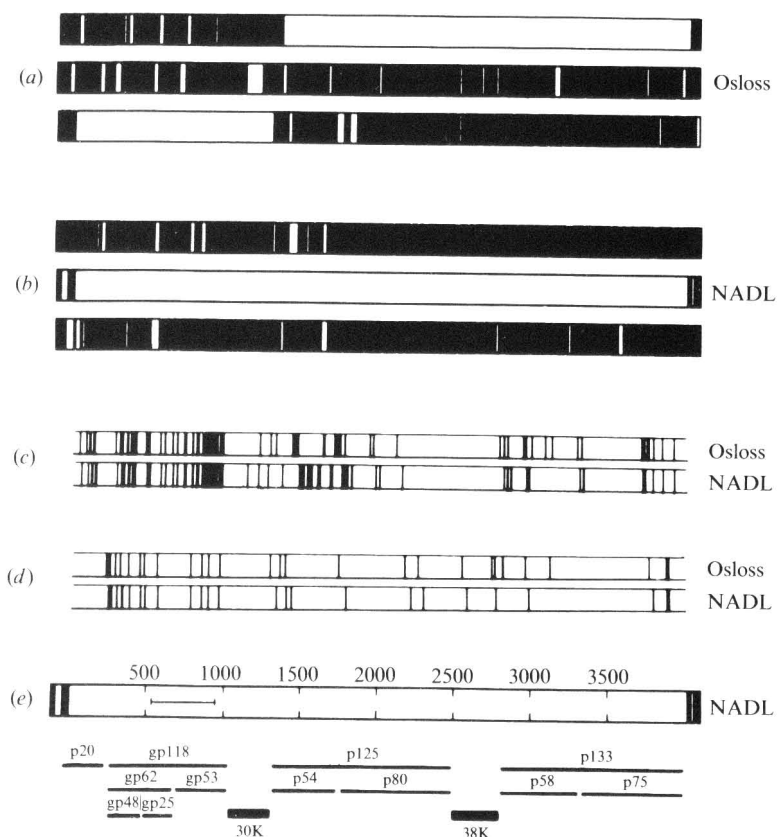 (a) Osloss
(b) NADL
(c) Osloss
NADL
(d) Osloss
NADL
500 1000 1500 2000 2500 3000 3500
(e) NADL
p20 gp118 p125 p133
gp62 gp53 p54 p80 p58 p75
gp48 gp25
30K 38K